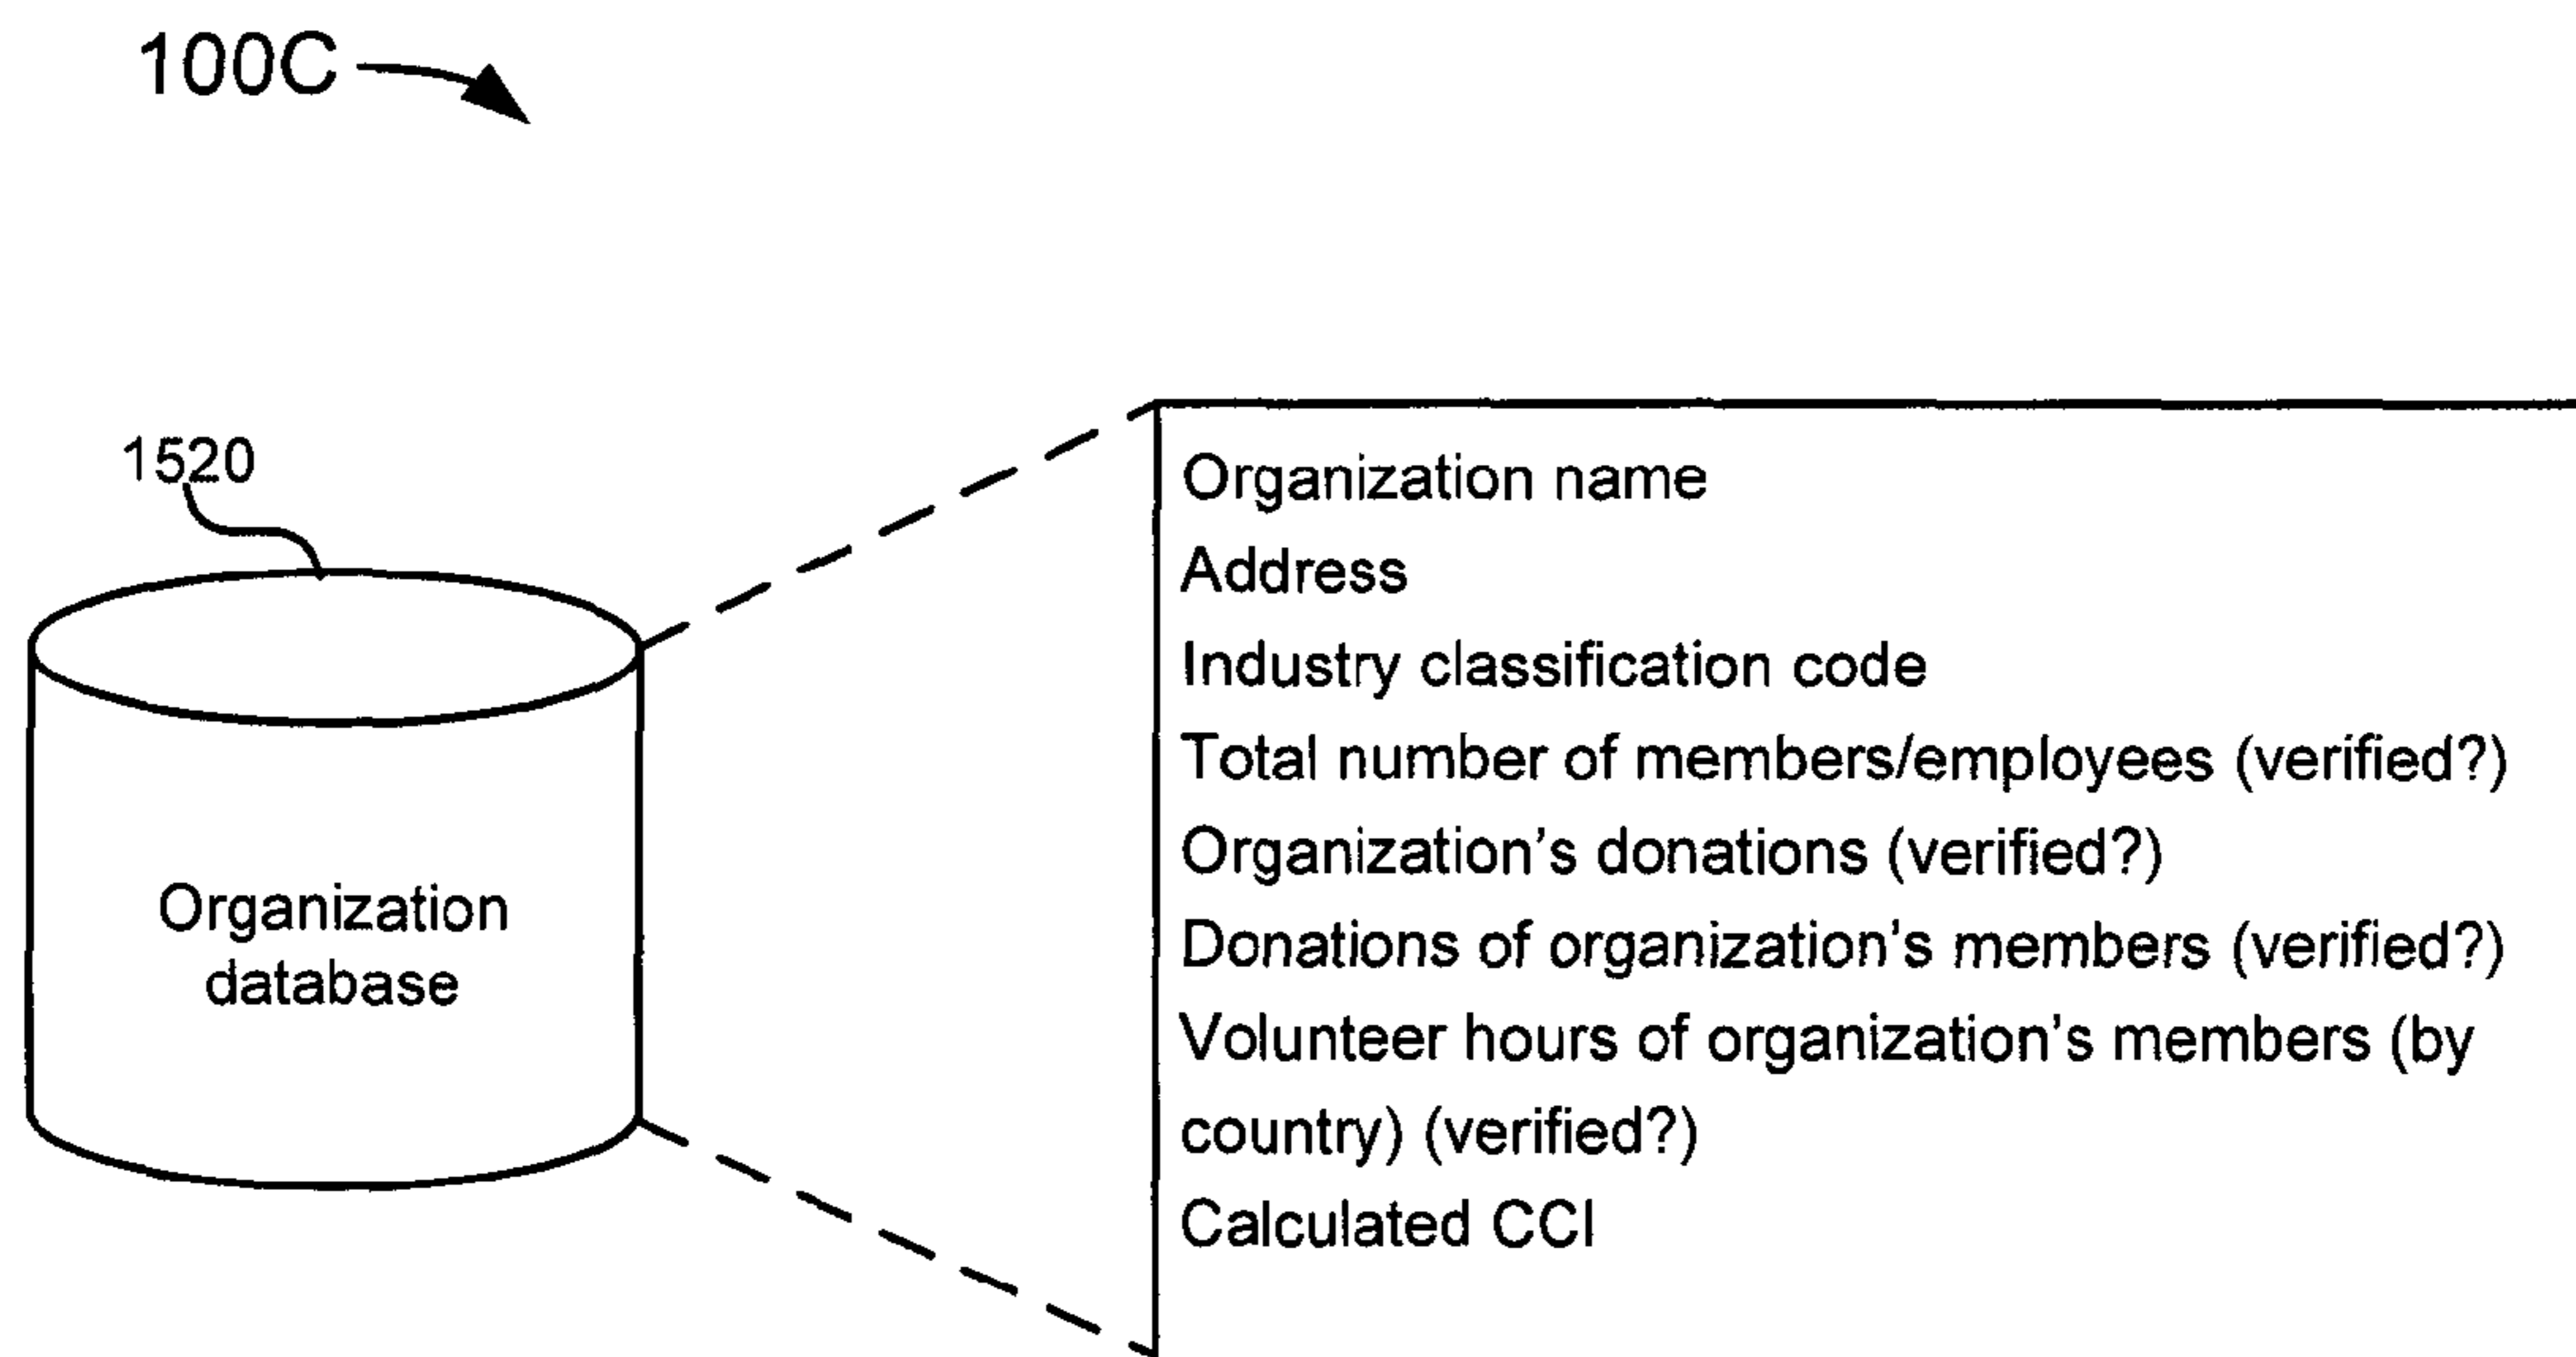 100C
1520
Organization
database
Organization name
Address
Industry classification code
Total number of members/employees (verified?)
Organization's donations (verified?)
Donations of organization's members (verified?)
Volunteer hours of organization's members (by
country) (verified?)
Calculated CCI